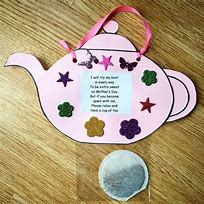 I will try my best
in every way
To be extra sweet
on Mother's Day
But if you become
upset with me,
Please relax and
have a cup of tea